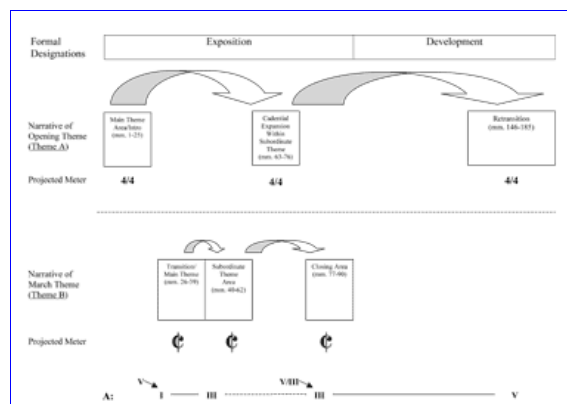 Formal
Designations
Exposition
Development
Narrative of
Opening Theme
(Theme A)
Main Theme
Area/Intro
(mm. 1-25)
Cadential
Expansion
Within
Subordinate
Theme
(mm. 63-76)
Retransition
(mm. 146-185)
Projected Meter
4/4
4/4
4/4
Narrative of
March Theme
(Theme B)
Transition/
Main Theme
(mm. 26-39)
Subordinate
Theme
Area
(mm. 40-62)
Closing Area
(mm. 77-90)
Projected Meter
¢
¢
¢
V
V/III
A:
I
III
III
V